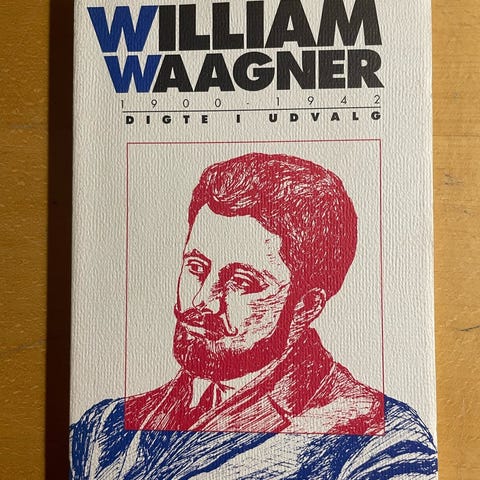 WILLIAM
WAAGNER
1900-1942
DIGTE I UDVALG